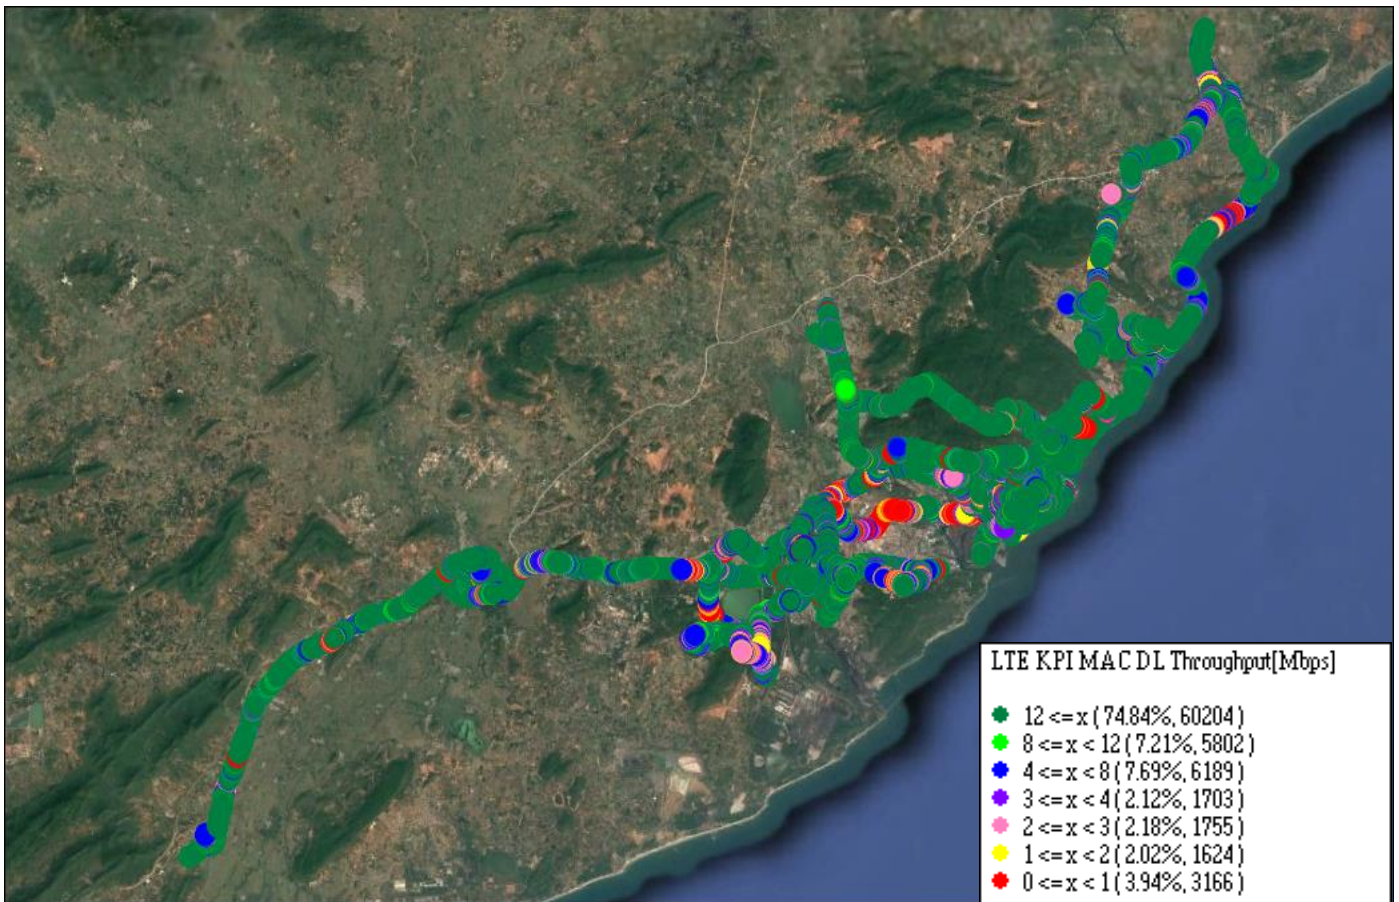 LTE KPI MAC DL Throughput[Mbps]
12 <=x ( 74.84%, 60204 )
8 <=x < 12 ( 7.21%, 5802 )
4 <=x < 8 ( 7.69%, 6189 )
3 <=x < 4 ( 2.12%, 1703 )
2 <=x < 3 ( 2.18%, 1755 )
1 <=x < 2 ( 2.02%, 1624 )
0 <=x < 1 ( 3.94%, 3166 )